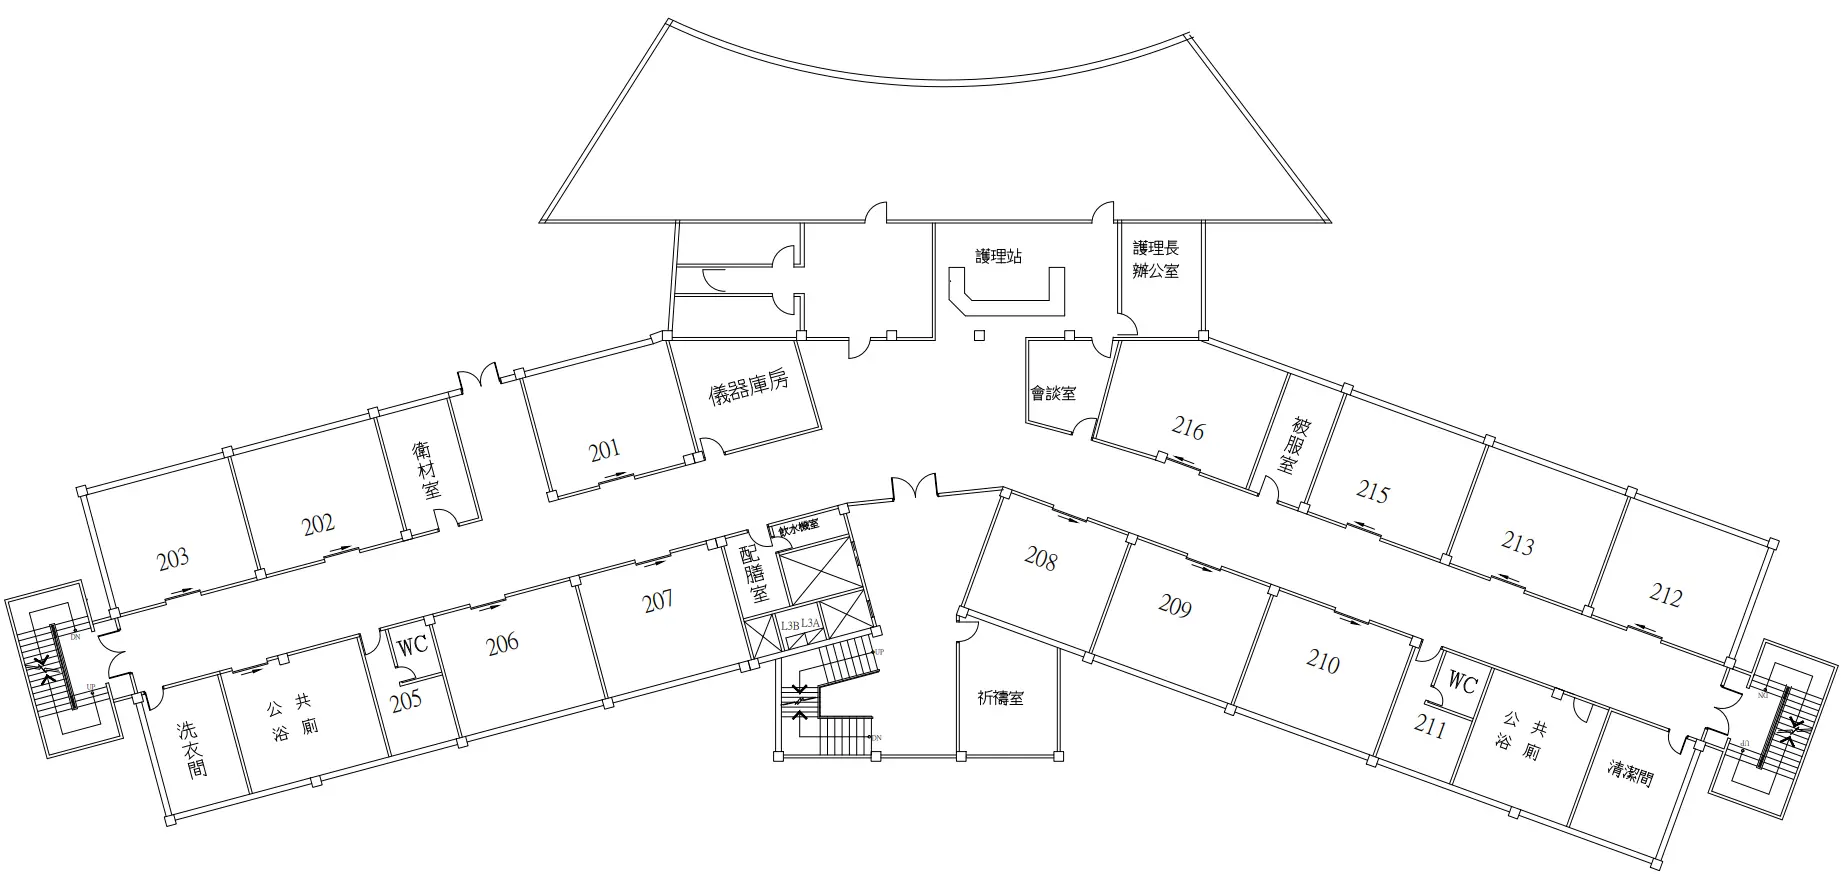 護理站
護理長
辦公室
儀器庫房
會談室
201
216
被服室
衛材室
202
203
215
213
212
飲水機室
配膳室
207
206
WC
205
L3B
L3A
UP
DN
208
209
210
WC
211
祈禱室
公共
浴廁
洗衣間
DN
UP
公共
浴廁
清潔間
DN
UP